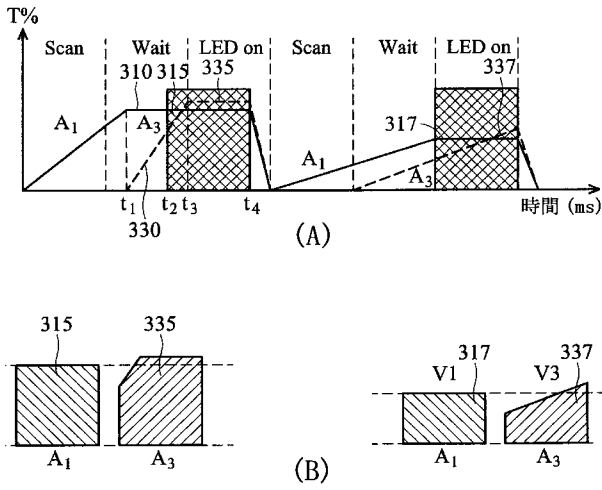 T%
Scan Wait LED on Scan Wait LED on
310 315 335 337
317
A1 A3 A1 A3
330
t1 t2 t3 t4 時間 (ms)
(A)
315 335 317 337
V1 V3
A1 A3 A1 A3
(B)